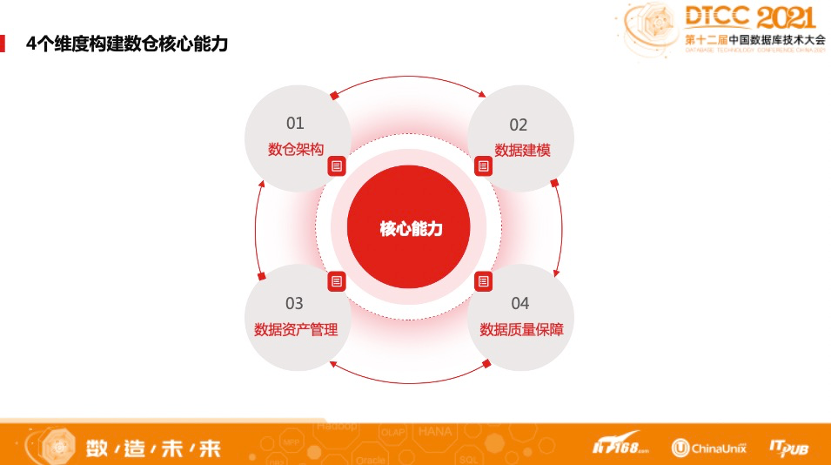 DTCC 2021
第十二届中国数据库技术大会
DATABASE TECHNOLOGY CONFERENCE CHINA 2021
4个维度构建数仓核心能力
01
数仓架构
02
数据建模
核心能力
03
数据资产管理
04
数据质量保障
数/造/未/来
Hadoop
OLAP
HANA
MPP
Oracle
SQL
IT168.com
ChinaUnix
ITPUB